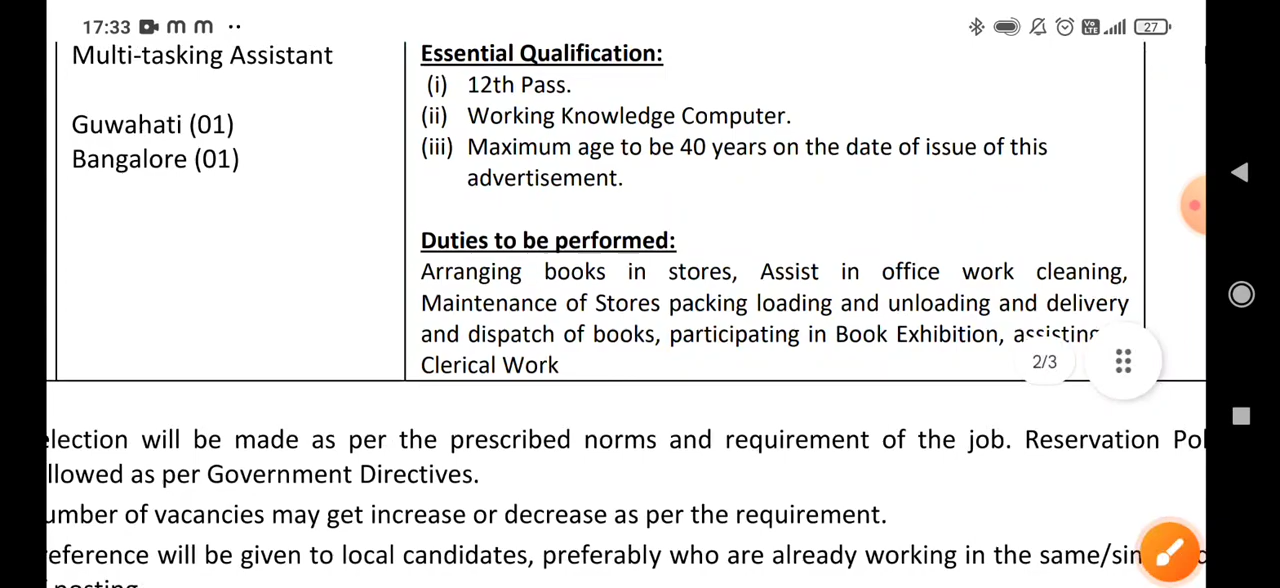 17:33 m m ..
Vo LTE 27
Multi-tasking Assistant
Guwahati (01)
Bangalore (01)
Essential Qualification:
(i) 12th Pass.
(ii) Working Knowledge Computer.
(iii) Maximum age to be 40 years on the date of issue of this
advertisement.
Duties to be performed:
Arranging books in stores, Assist in office work cleaning,
Maintenance of Stores packing loading and unloading and delivery
and dispatch of books, participating in Book Exhibition, assisting
Clerical Work
2/3
election will be made as per the prescribed norms and requirement of the job. Reservation Pol
llowed as per Government Directives.
umber of vacancies may get increase or decrease as per the requirement.
eference will be given to local candidates, preferably who are already working in the same/sim